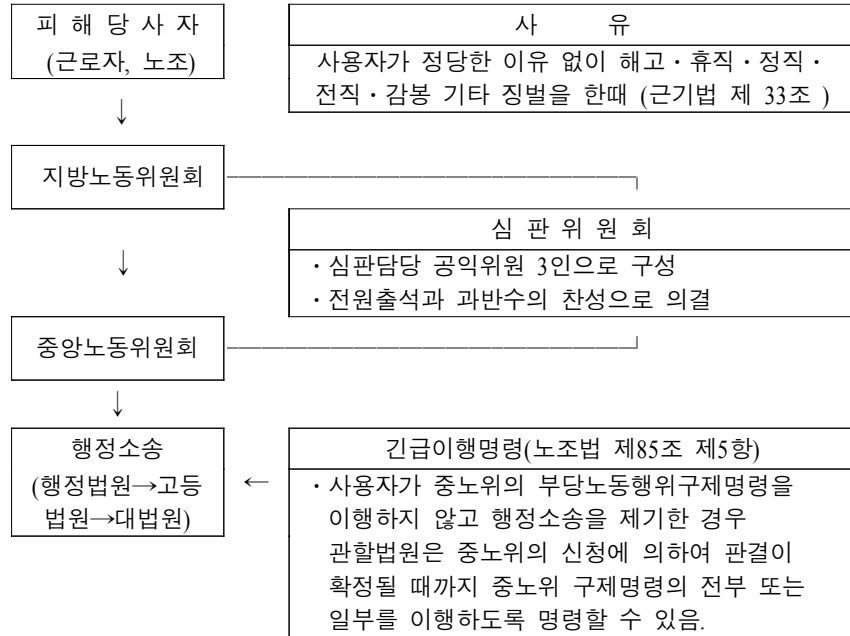 피 해 당 사 자
(근로자, 노조)
사 유
사용자가 정당한 이유 없이 해고・휴직・정직・
전직・감봉 기타 징벌을 한때 (근기법 제 33조 )
↓
지방노동위원회
↓
심 판 위 원 회
・심판담당 공익위원 3인으로 구성
・전원출석과 과반수의 찬성으로 의결
중앙노동위원회
↓
행정소송
(행정법원→고등
법원→대법원)
←
긴급이행명령(노조법 제85조 제5항)
・사용자가 중노위의 부당노동행위구제명령을
이행하지 않고 행정소송을 제기한 경우
관할법원은 중노위의 신청에 의하여 판결이
확정될 때까지 중노위 구제명령의 전부 또는
일부를 이행하도록 명령할 수 있음.